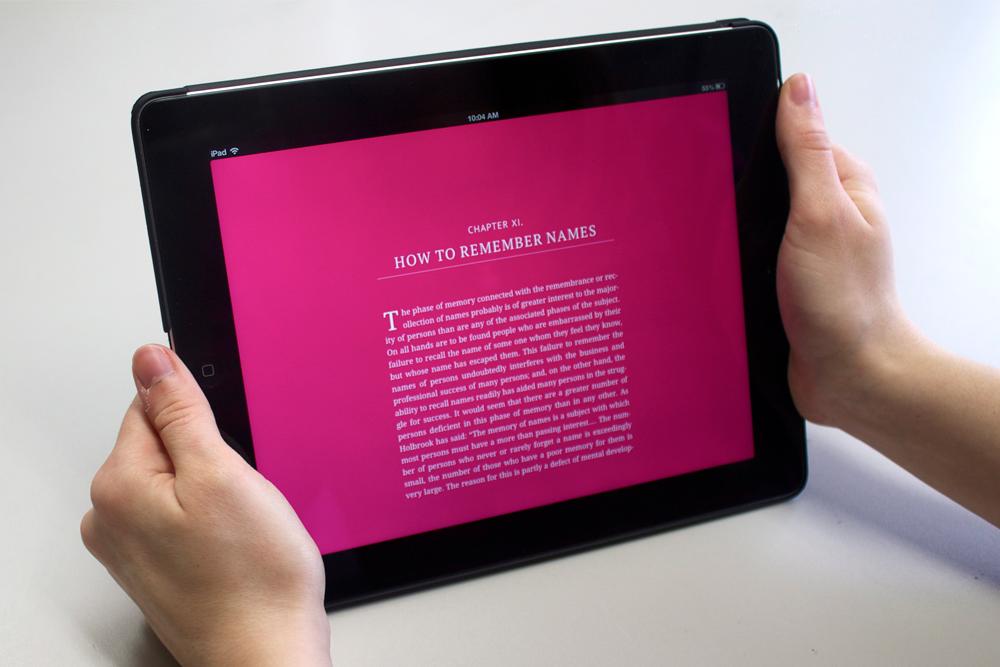 iPad
10:04 AM
55%
CHAPTER XI.
HOW TO REMEMBER NAMES
The phase of memory connected with the remembrance or rec-
ollection of names probably is of greater interest to the major-
ity of persons than are any of the associated phases of the subject.
On all hands are to be found people who are embarrassed by their
failure to recall the name of some one whom they feel they know,
but whose name has escaped them. This failure to remember the
names of persons undoubtedly interferes with the business and
professional success of many persons; and, on the other hand, the
ability to recall names readily has aided many persons in the strug-
gle for success. It would seem that there are a greater number of
persons deficient in this phase of memory than in any other. As
Holbrook has said: “The memory of names is a subject with which
most persons must have a more than passing interest.... The num-
ber of persons who never or rarely forget a name is exceedingly
small, the number of those who have a poor memory for them is
very large. The reason for this is partly a defect of mental develop-